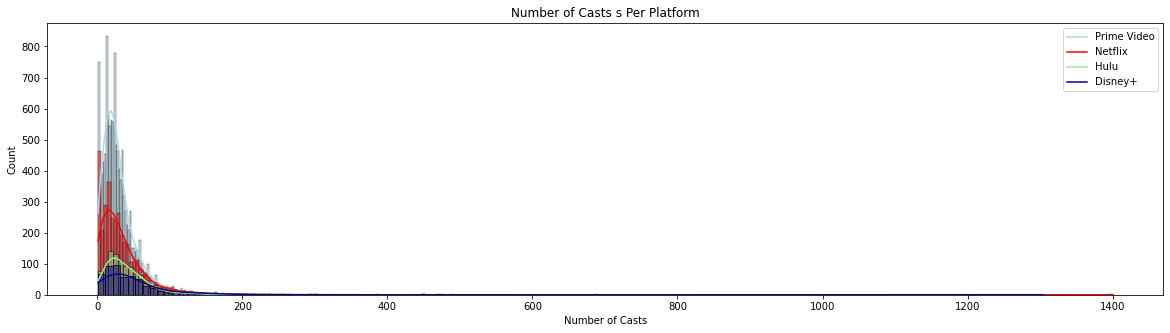 Number of Casts s Per Platform
Prime Video
Netflix
Hulu
Disney+
Count
800
700
600
500
400
300
200
100
0
0 200 400 600 800 1000 1200 1400
Number of Casts